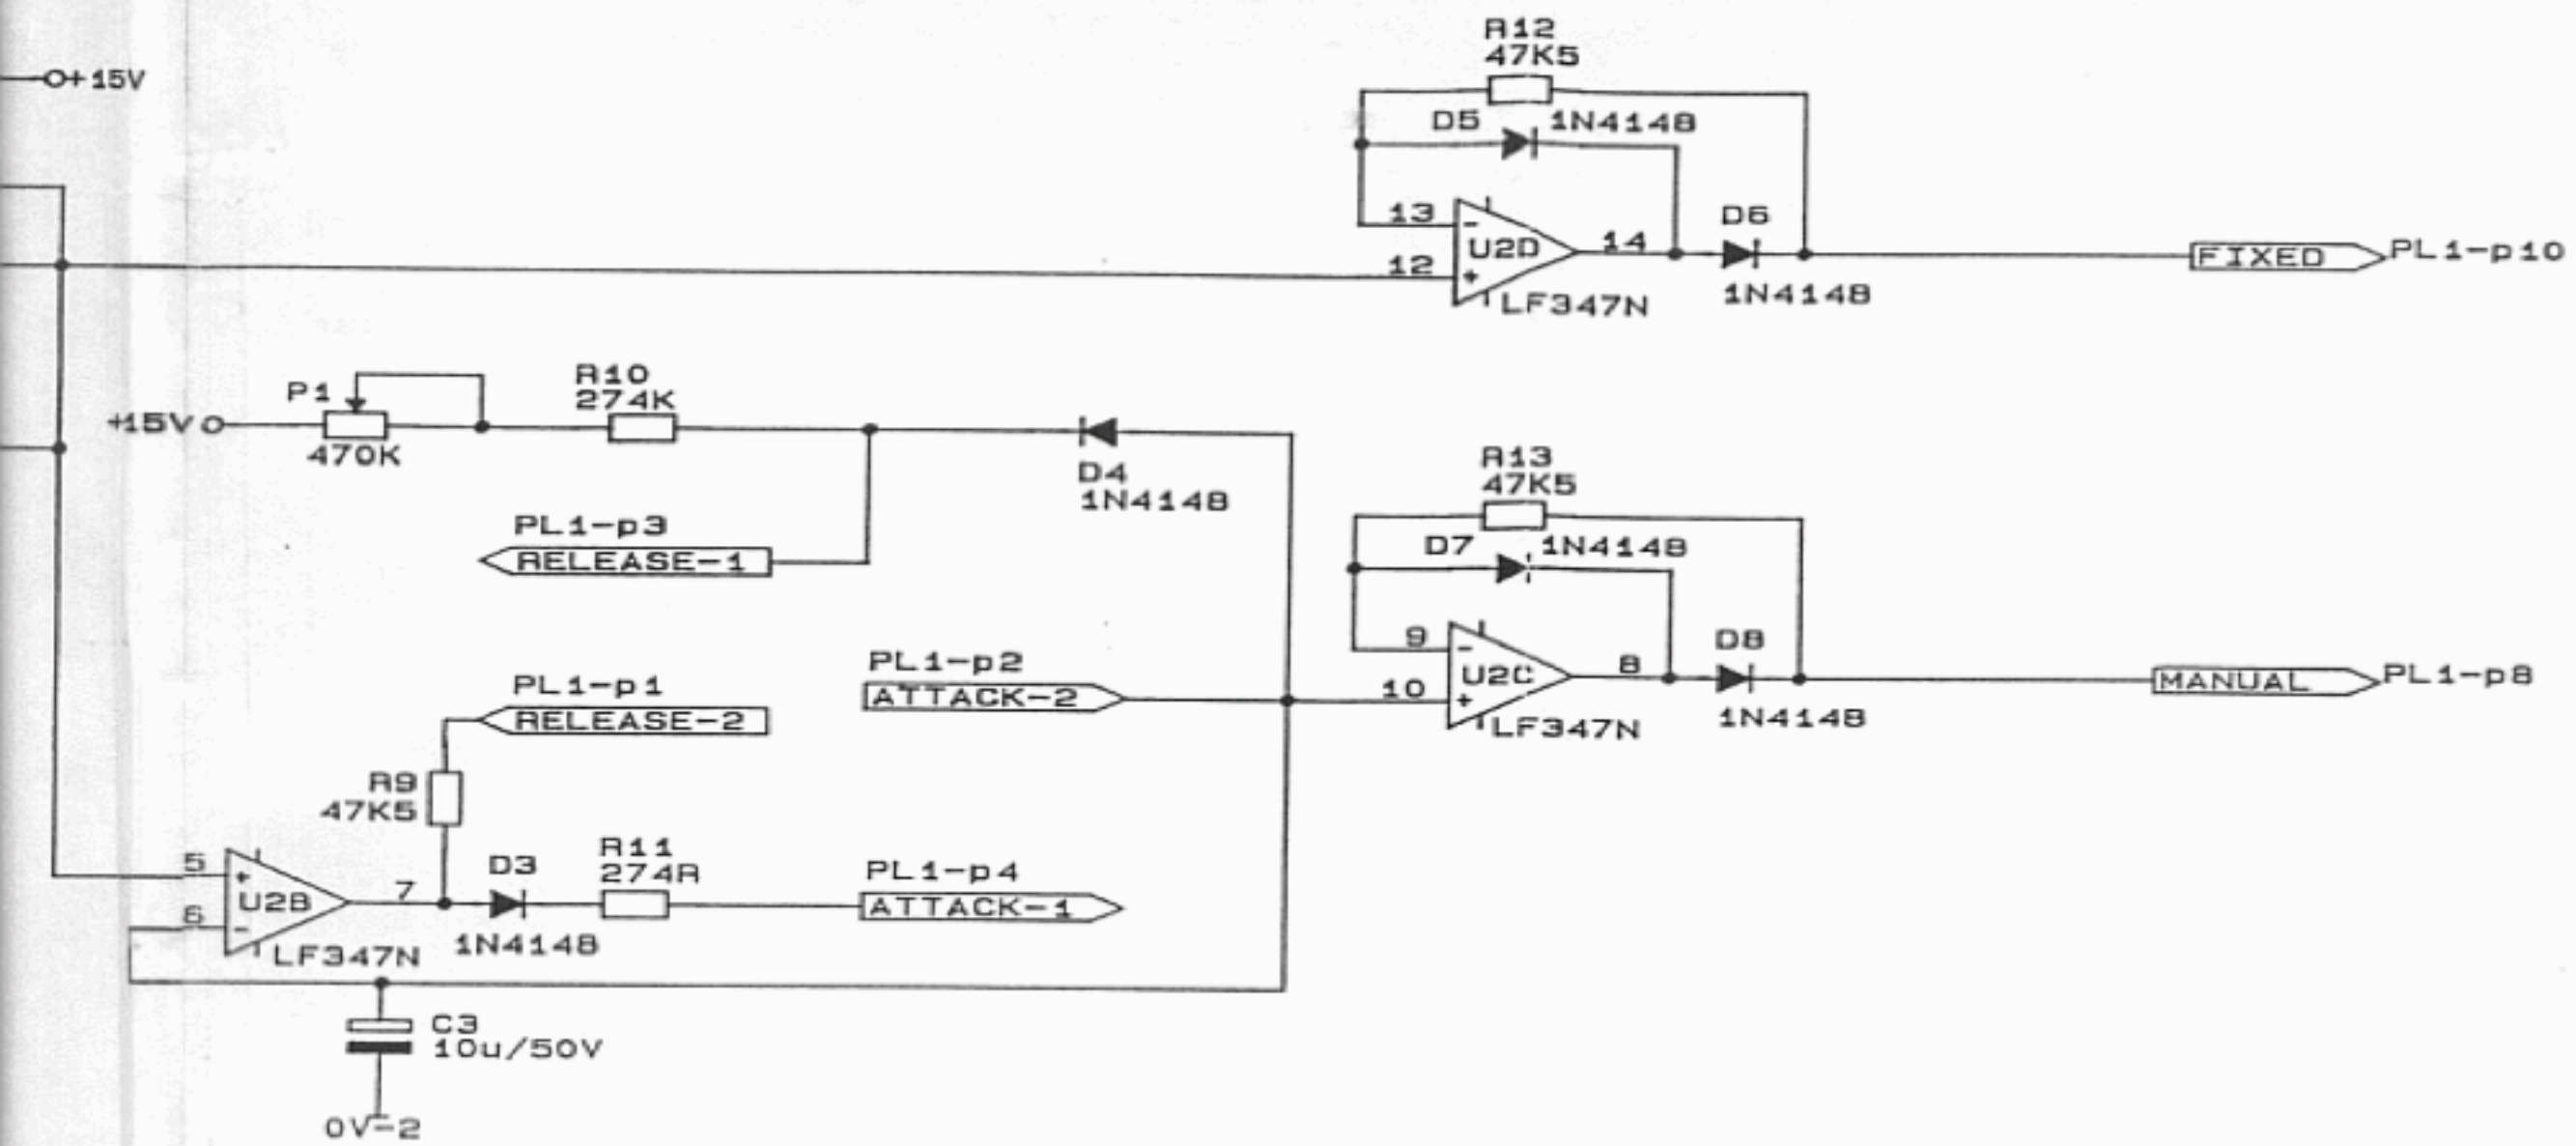 R12
47K5
+15V
D5
1N4148
13
-
U2D
14
D6
12
+
LF347N
1N4148
FIXED
PL1-p10
P1
R10
274K
+15V
470K
D4
1N4148
R13
47K5
PL1-p3
RELEASE-1
D7
1N4148
9
-
U2C
8
D8
10
+
LF347N
1N4148
MANUAL
PL1-p8
PL1-p2
ATTACK-2
PL1-p1
RELEASE-2
R9
47K5
5
+
U2B
7
6
-
LF347N
D3
1N4148
R11
274R
PL1-p4
ATTACK-1
C3
10u/50V
0V-2